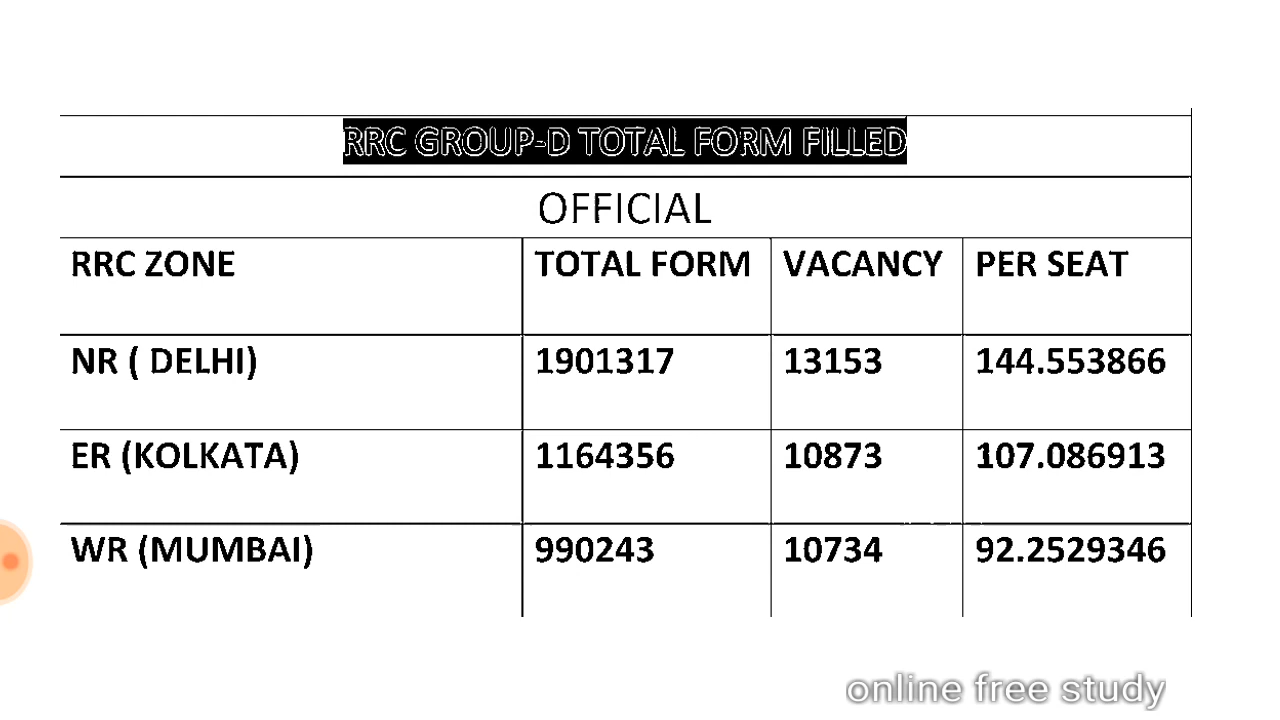 RRC GROUP-D TOTAL FORM FILLED
OFFICIAL
RRC ZONE TOTAL FORM VACANCY PER SEAT
NR ( DELHI) 1901317 13153 144.553866
ER (KOLKATA) 1164356 10873 107.086913
WR (MUMBAI) 990243 10734 92.2529346
online free study